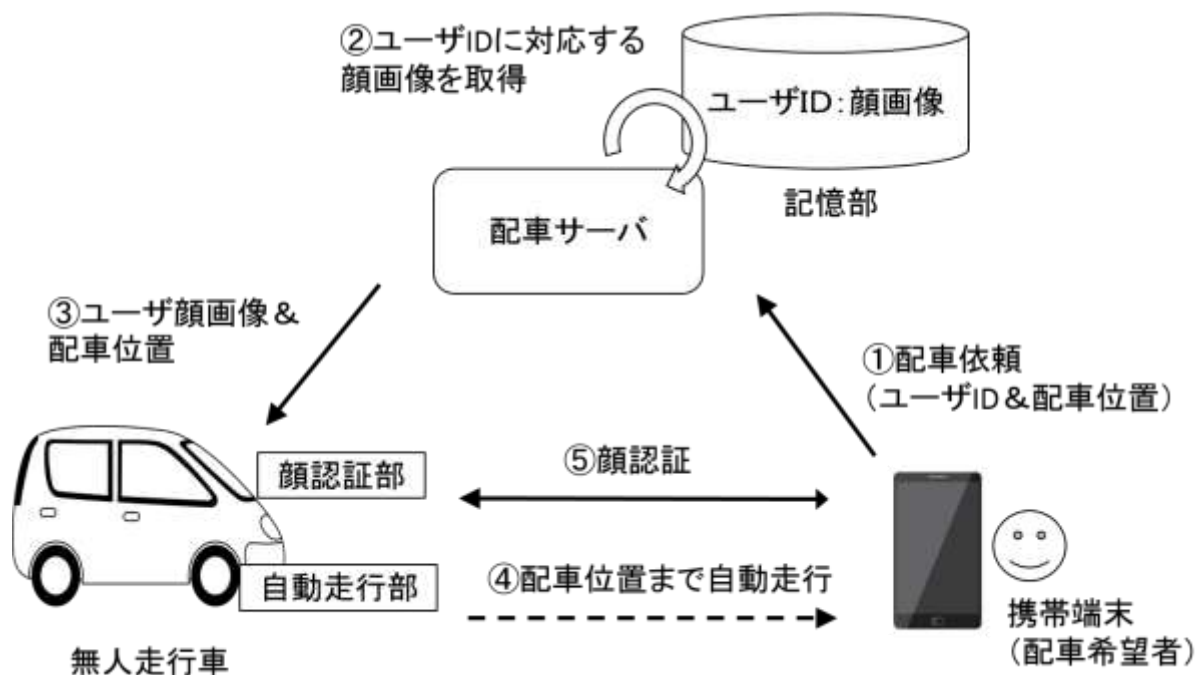 ②ユーザIDに対応する
顔画像を取得
ユーザID：顔画像
記憶部
配車サーバ
③ユーザ顔画像＆
配車位置
①配車依頼
（ユーザID＆配車位置）
顔認証部
⑤顔認証
自動走行部
④配車位置まで自動走行
無人走行車
携帯端末
（配車希望者）